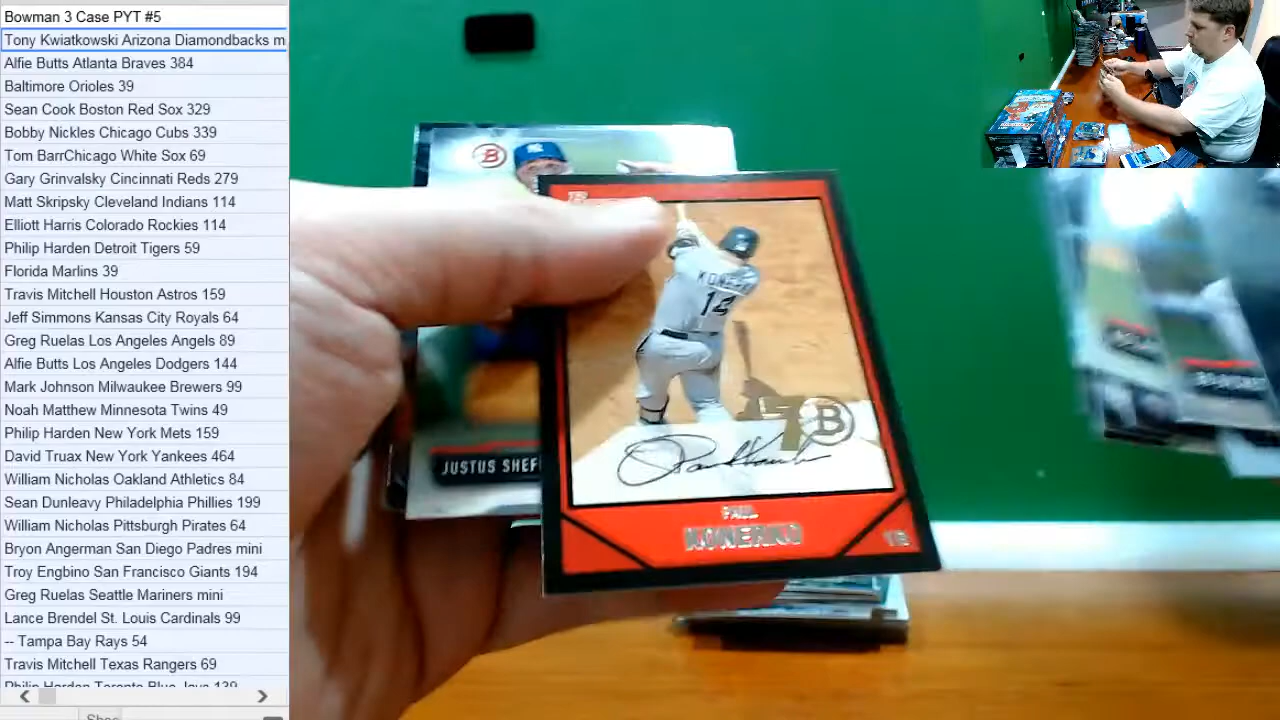 Bowman 3 Case PYT #5
Tony Kwiatkowski Arizona Diamondbacks m
Alfie Butts Atlanta Braves 384
Baltimore Orioles 39
Sean Cook Boston Red Sox 329
Bobby Nickles Chicago Cubs 339
Tom BarrChicago White Sox 69
Gary Grinvalsky Cincinnati Reds 279
Matt Skripsky Cleveland Indians 114
Elliott Harris Colorado Rockies 114
Philip Harden Detroit Tigers 59
Florida Marlins 39
Travis Mitchell Houston Astros 159
Jeff Simmons Kansas City Royals 64
Greg Ruelas Los Angeles Angels 89
Alfie Butts Los Angeles Dodgers 144
Mark Johnson Milwaukee Brewers 99
Noah Matthew Minnesota Twins 49
Philip Harden New York Mets 159
David Truax New York Yankees 464
William Nicholas Oakland Athletics 84
Sean Dunleavy Philadelphia Phillies 199
William Nicholas Pittsburgh Pirates 64
Bryon Angerman San Diego Padres mini
Troy Engbino San Francisco Giants 194
Greg Ruelas Seattle Mariners mini
Lance Brendel St. Louis Cardinals 99
-- Tampa Bay Rays 54
Travis Mitchell Texas Rangers 69
Philip Harden Toronto Blue Jays 139
B
JUSTUS SHEF
14
B
PAUL
KONERKO